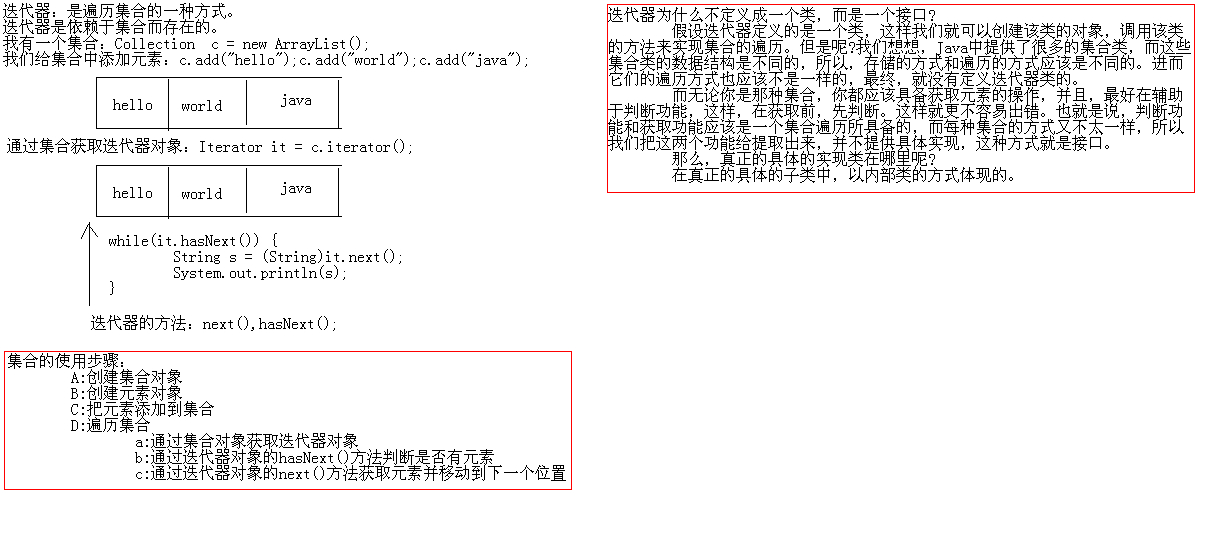 迭代器：是遍历集合的一种方式。
迭代器是依赖于集合而存在的。
我有一个集合：Collection c = new ArrayList();
我们给集合中添加元素：c.add("hello");c.add("world");c.add("java");
hello world java
通过集合获取迭代器对象：Iterator it = c.iterator();
hello world java
while(it.hasNext()) {
String s = (String)it.next();
System.out.println(s);
}
迭代器的方法：next(),hasNext();
集合的使用步骤：
A:创建集合对象
B:创建元素对象
C:把元素添加到集合
D:遍历集合
a:通过集合对象获取迭代器对象
b:通过迭代器对象的hasNext()方法判断是否有元素
c:通过迭代器对象的next()方法获取元素并移动到下一个位置
迭代器为什么不定义成一个类，而是一个接口?
假设迭代器定义的是一个类，这样我们就可以创建该类的对象，调用该类
的方法来实现集合的遍历。但是呢?我们想想，Java中提供了很多的集合类，而这些
集合类的数据结构是不同的，所以，存储的方式和遍历的方式应该是不同的。进而
它们的遍历方式也应该不是一样的，最终，就没有定义迭代器类的。
而无论你是那种集合，你都应该具备获取元素的操作，并且，最好在辅助
于判断功能，这样，在获取前，先判断。这样就更不容易出错。也就是说，判断功
能和获取功能应该是一个集合遍历所具备的，而每种集合的方式又不太一样，所以
我们把这两个功能给提取出来，并不提供具体实现，这种方式就是接口。
那么，真正的具体的实现类在哪里呢?
在真正的具体的子类中，以内部类的方式体现的。